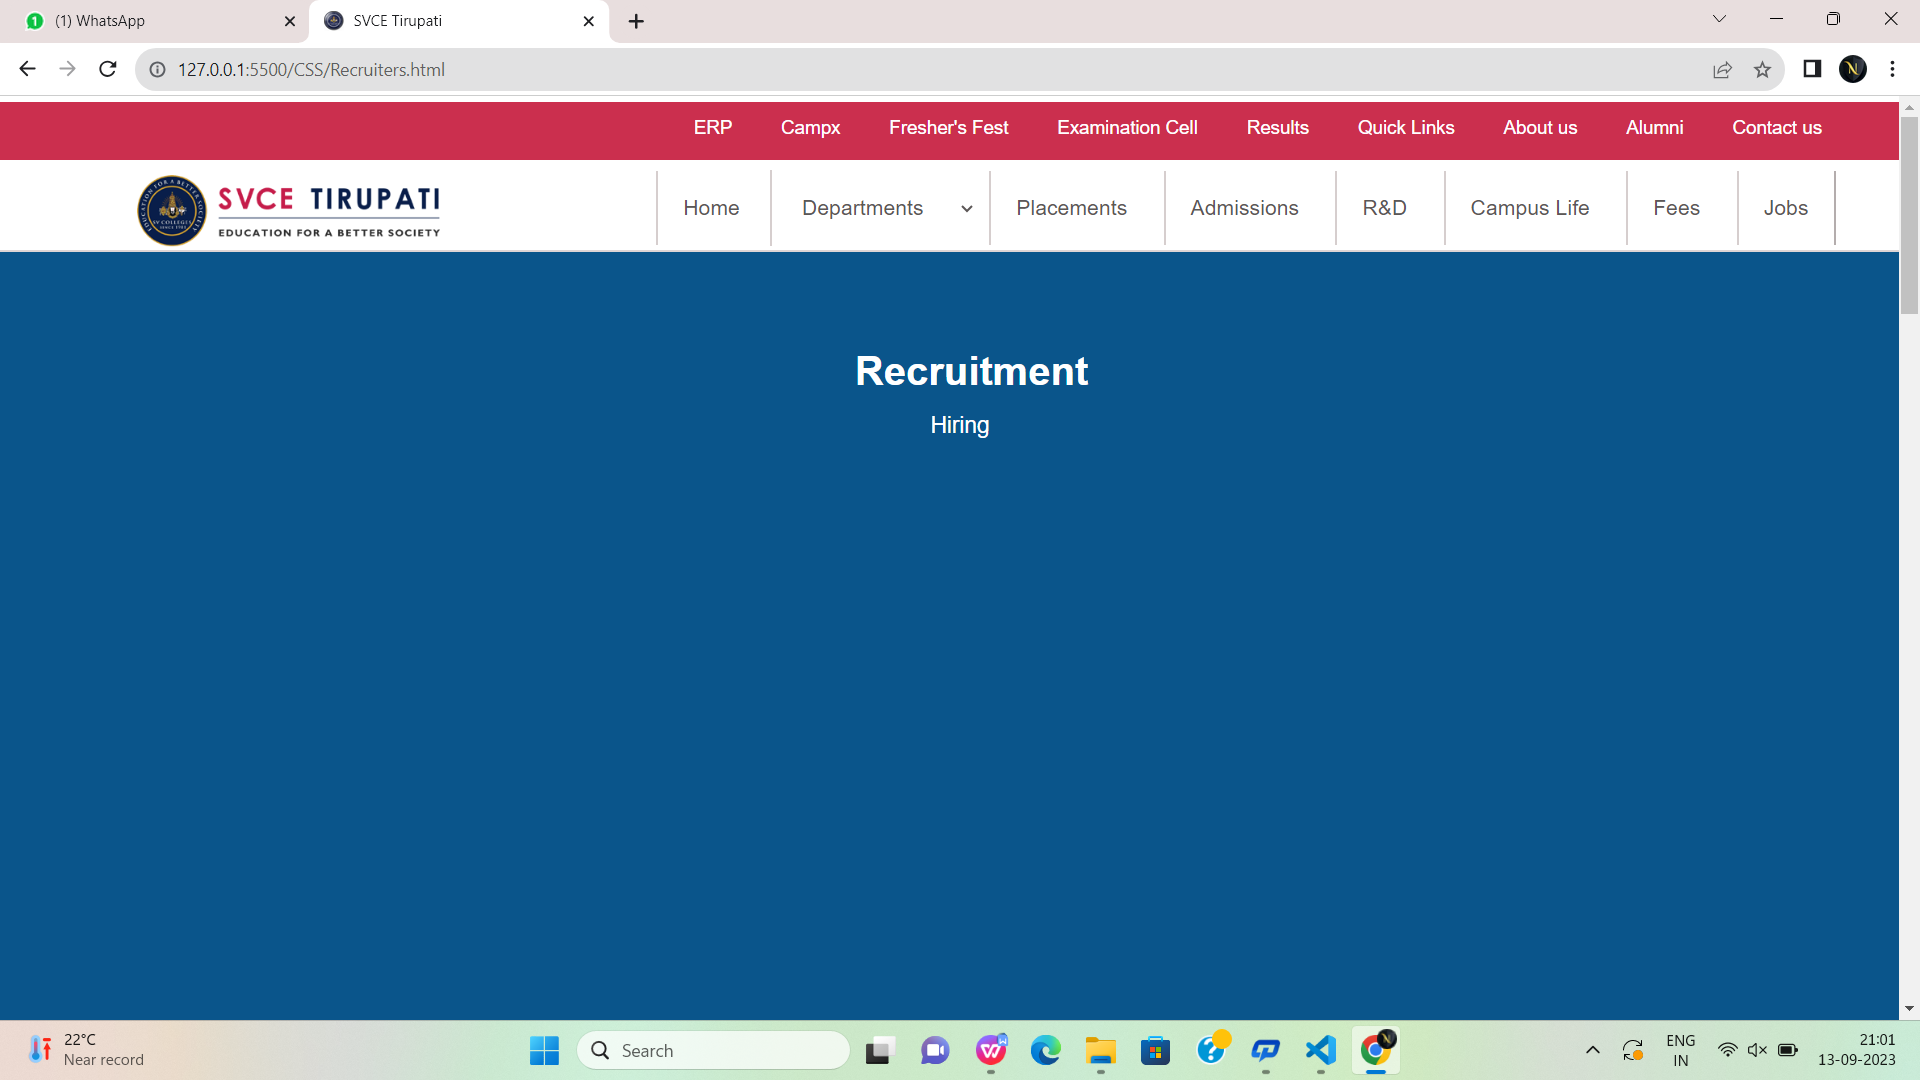 (1) WhatsApp
SVCE Tirupati
127.0.0.1:5500/CSS/Recruiters.html
ERP Campx Fresher's Fest Examination Cell Results Quick Links About us Alumni Contact us
SVCE TIRUPATI
EDUCATION FOR A BETTER SOCIETY
Home Departments Placements Admissions R&D Campus Life Fees Jobs
Recruitment
Hiring
22°C
Near record
Search
ENG
IN
21:01
13-09-2023